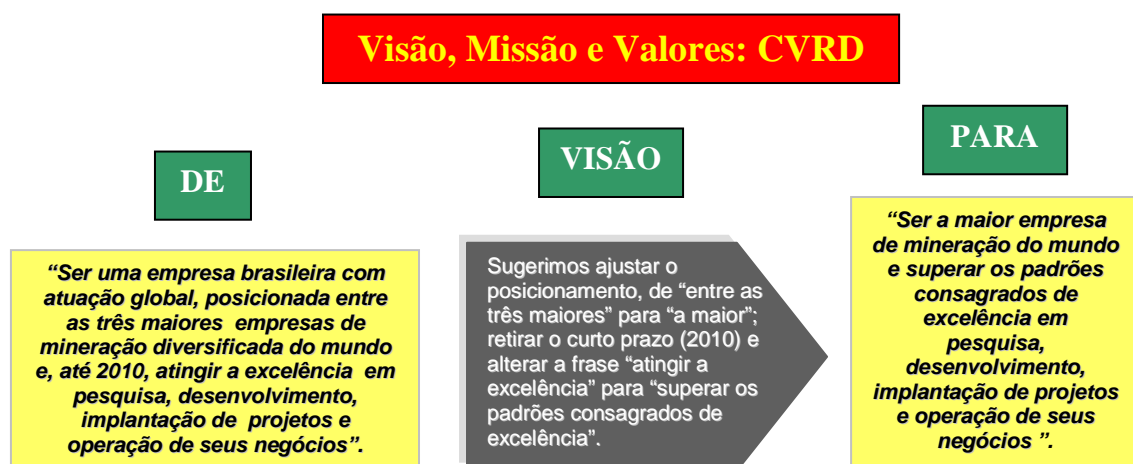 Visão, Missão e Valores: CVRD
DE
VISÃO
PARA
“Ser uma empresa brasileira com
atuação global, posicionada entre
as três maiores empresas de
mineração diversificada do mundo
e, até 2010, atingir a excelência em
pesquisa, desenvolvimento,
implantação de projetos e
operação de seus negócios”.
Sugerimos ajustar o
posicionamento, de “entre as
três maiores” para “a maior”;
retirar o curto prazo (2010) e
alterar a frase “atingir a
excelência” para “superar os
padrões consagrados de
excelência”.
“Ser a maior empresa
de mineração do mundo
e superar os padrões
consagrados de
excelência em
pesquisa,
desenvolvimento,
implantação de projetos
e operação de seus
negócios ”.